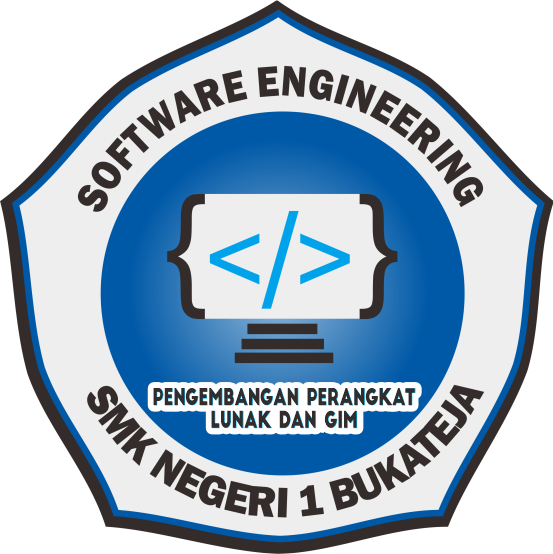 SOFTWARE ENGINEERING
</>
PENGEMBANGAN PERANGKAT
LUNAK DAN GIM
SMK NEGERI 1 BUKATEJA